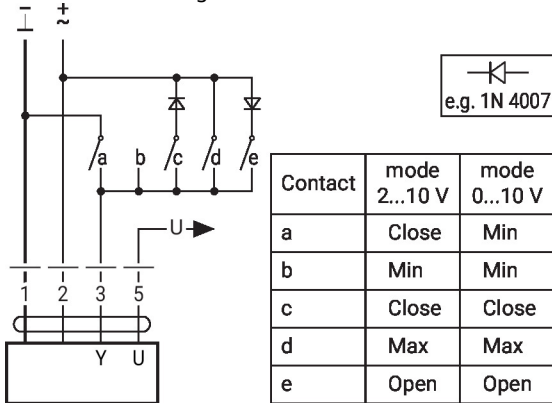 − +
⊥ ~
e.g. 1N 4007
a b c d e
U
1 2 3 5
Y U
Contact mode 2...10 V mode 0...10 V
a Close Min
b Min Min
c Close Close
d Max Max
e Open Open